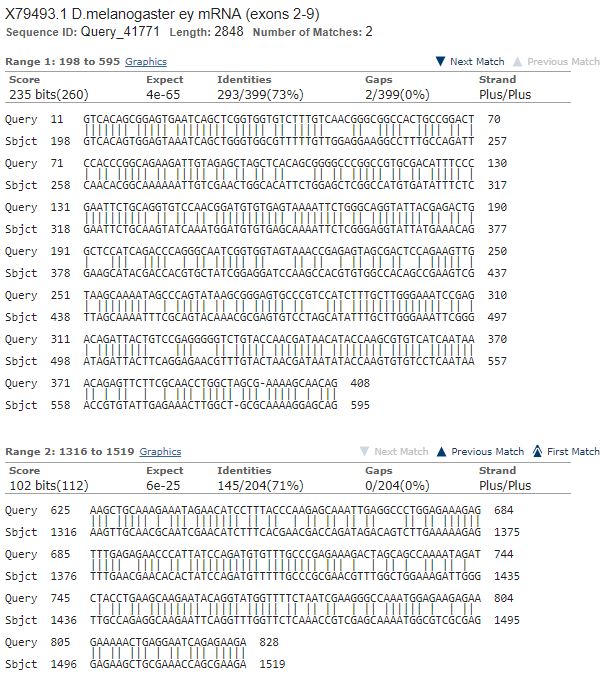 X79493.1 D.melanogaster ey mRNA (exons 2-9)
Sequence ID: Query_41771 Length: 2848 Number of Matches: 2
Range 1: 198 to 595 Graphics Next Match Previous Match
Score Expect Identities Gaps Strand
235 bits(260) 4e-65 293/399(73%) 2/399(0%) Plus/Plus
Query 11 GTCACAGCGGAGTGAATCAGCTCGGTGGTGTCTTTGTCAACGGGCGGCCACTGCCGGACT 70
Sbjct 198 GTCACAGTGGAGTAAATCAGCTGGGTGGCGTTTTTGTTGGAGGAAGGCCTTTGCCAGATT 257
Query 71 CCACCCGGCAGAAGATTGTAGAGCTAGCTCACAGCGGGGCCCGGCCGTGCGACATTTCCC 130
Sbjct 258 CAACACGGCAAAAAATTGTCGAACTGGCACATTCTGGAGCTCGGCCATGTGATATTTCTC 317
Query 131 GAATTCTGCAGGTGTCCAACGGATGTGTGAGTAAAATTCTGGGCAGGTATTACGAGACTG 190
Sbjct 318 GAATTCTGCAAGTATCAAATGGATGTGTGAGCAAAATTCTCGGGAGGTATTATGAAACAG 377
Query 191 GCTCCATCAGACCCAGGGCAATCGGTGGTAGTAAACCGAGAGTAGCGACTCCAGAAGTTG 250
Sbjct 378 GAAGCATACGACCACGTGCTATCGGAGGATCCAAGCCACGTGTGGCCACAGCCGAAGTCG 437
Query 251 TAAGCAAAATAGCCCAGTATAAGCGGGAGTGCCCGTCCATCTTTGCTTGGGAAATCCGAG 310
Sbjct 438 TTAGCAAAATTTCGCAGTACAAACGCGAGTGTCCTAGCATATTTGCTTGGGAAATTCGGG 497
Query 311 ACAGATTACTGTCCGAGGGGGTCTGTACCAACGATAACATACCAAGCGTGTCATCAATAA 370
Sbjct 498 ATAGATTACTTCAGGAGAACGTTTGTACTAACGATAATATACCAAGTGTGTCCTCAATAA 557
Query 371 ACAGAGTTCTTCGCAACCTGGCTAGCG-AAAAGCAACAG 408
Sbjct 558 ACCGTGTATTGAGAAACTTGGCT-GCGCAAAAGGAGCAG 595
Range 2: 1316 to 1519 Graphics Next Match Previous Match First Match
Score Expect Identities Gaps Strand
102 bits(112) 6e-25 145/204(71%) 0/204(0%) Plus/Plus
Query 625 AAGCTGCAAAGAAATAGAACATCCTTTACCCAAGAGCAAATTGAGGCCCTGGAGAAAGAG 684
Sbjct 1316 AAGTTGCAACGCAATCGAACATCTTTCACGAACGACCAGATAGACAGTCTTGAAAAAGAG 1375
Query 685 TTTGAGAGAACCCATTATCCAGATGTGTTTGCCCGAGAAAGACTAGCAGCCAAAATAGAT 744
Sbjct 1376 TTTGAACGAACACACTATCCAGATGTTTTTGCCCGCGAACGTTTGGCTGGAAAGATTGGG 1435
Query 745 CTACCTGAAGCAAGAATACAGGTATGGTTTTCTAATCGAAGGGCCAAATGGAGAAGAGAA 804
Sbjct 1436 TTGCCAGAGGCAAGAATTCAGGTTTGGTTCTCAAACCGTCGAGCAAAATGGCGTCGCGAG 1495
Query 805 GAAAAACTGAGGAATCAGAGAAGA 828
Sbjct 1496 GAGAAGCTGCGAAACCAGCGAAGA 1519